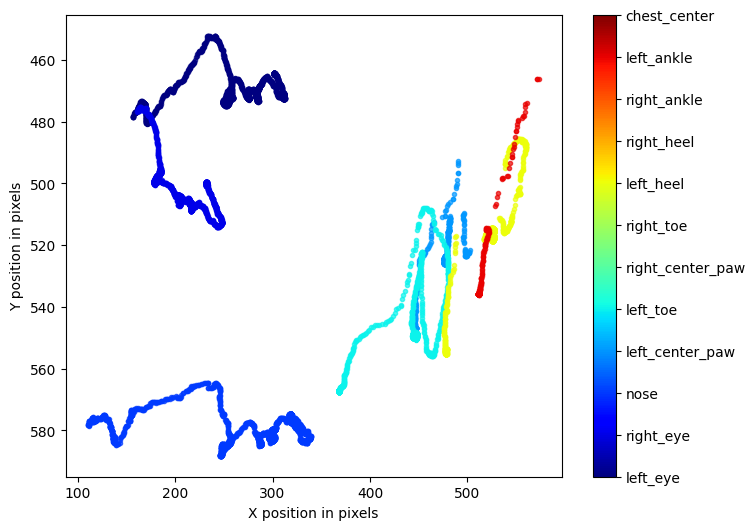 460
480
500
520
540
560
580
100
200
300
400
500
Y position in pixels
X position in pixels
chest_center
left_ankle
right_ankle
right_heel
left_heel
right_toe
right_center_paw
left_toe
left_center_paw
nose
right_eye
left_eye